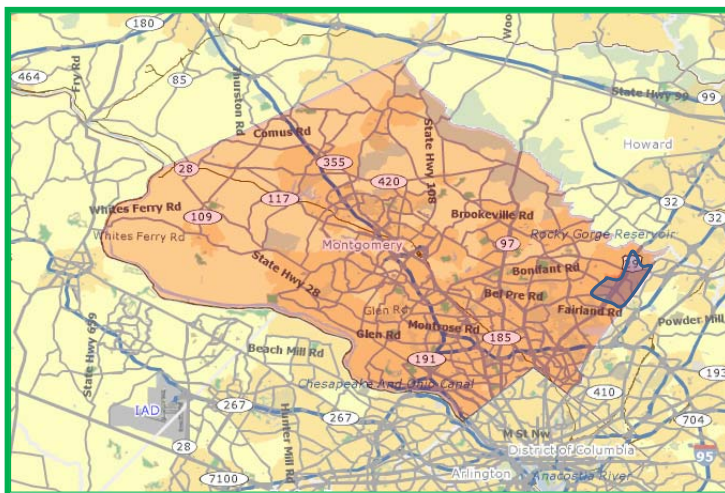 180
Fry Rd
464
85
Thurston Rd
State Hwy 99
99
Howard
Comus Rd
28
355
State Hwy 108
420
32
32
Whites Ferry Rd
109
117
Brookeville Rd
97
Rocky Gorge Reservoir
Whites Ferry Rd
Montgomery
Bonifant Rd
State Hwy 28
Bel Pre Rd
Glen Rd
Fairland Rd
Powder Mill
Glen Rd
Montrose Rd
185
State Hwy 659
Beach Mill Rd
191
193
Chesapeake And Ohio Canal
410
IAD
267
267
Hunter Mill Rd
704
M St Nw
28
District of Columbia
95
7100
Arlington
Anacostia River